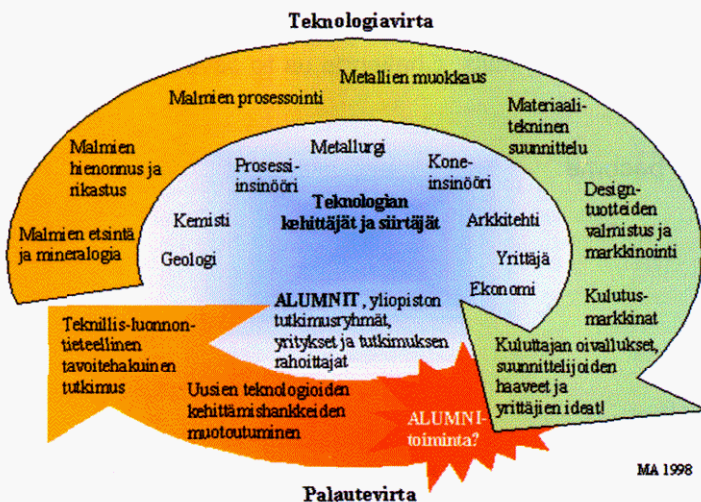 Teknologiavirta
Metallien muokkaus
Malmien prosessointi
Materiaali-
tekninen
suunnittelu
Malmien
hienonnus ja
rikastus
Metallurgi
Prosessi-
insinööri
Kone-
insinööri
Design-
tuotteiden
valmistus ja
markkinointi
Teknologian
kehittäjät ja siirtäjät
Kemisti
Arkkitehti
Malmien etsintä
ja mineralogia
Geologi
Yrittäjä
Ekonomi
Kulutus-
markkinat
ALUMNIT, yliopiston
tutkimusryhmät,
yritykset ja tutkimuksen
rahoittajat
Teknillis-luonnon-
tieteellinen
tavoitehakuinen
tutkimus
Kuluttajan oivallukset,
suunnittelijoiden
haaveet ja
yrittäjien ideat!
Uusien teknologioiden
kehittämishankkeiden
muotoutuminen
ALUMNI-
toiminta?
MA 1998
Palautevirta